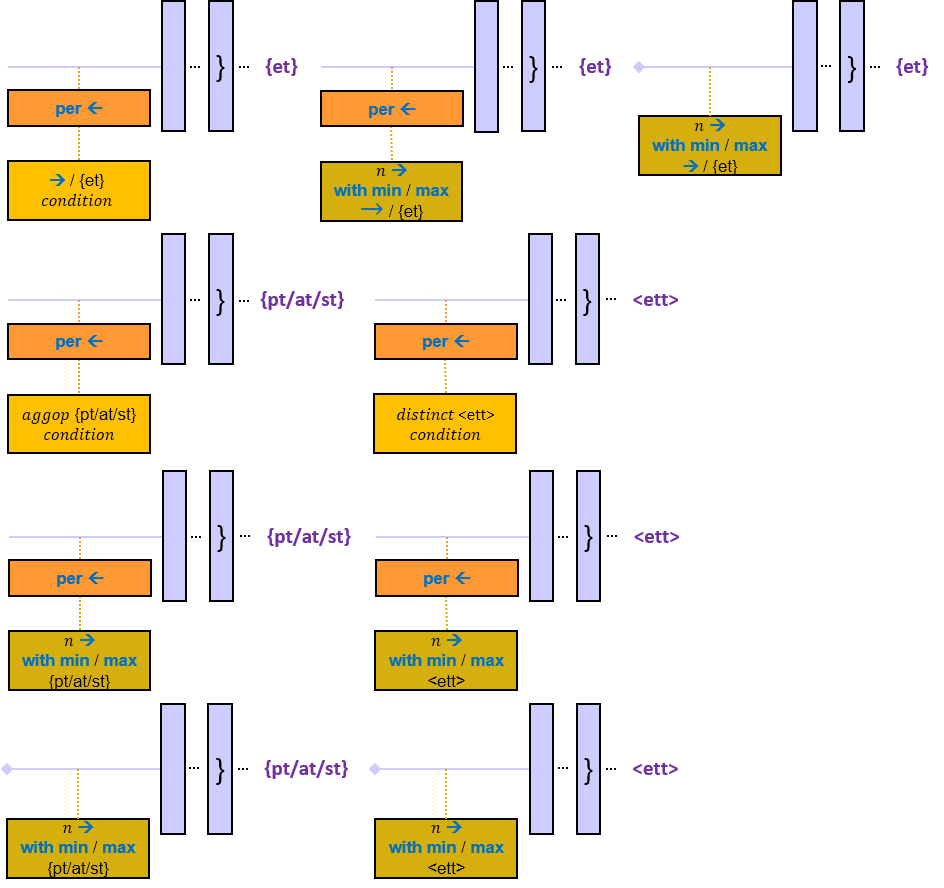 ... } ... {et}
per ←
→ / {et}
condition
... } ... {et}
per ←
n →
with min / max
→ / {et}
... } ... {et}
n →
with min / max
→ / {et}
... } ... {pt/at/st}
per ←
aggop {pt/at/st}
condition
... } ... <ett>
per ←
distinct <ett>
condition
... } ... {pt/at/st}
per ←
n →
with min / max
{pt/at/st}
... } ... <ett>
per ←
n →
with min / max
<ett>
... } ... {pt/at/st}
n →
with min / max
{pt/at/st}
... } ... <ett>
n →
with min / max
<ett>